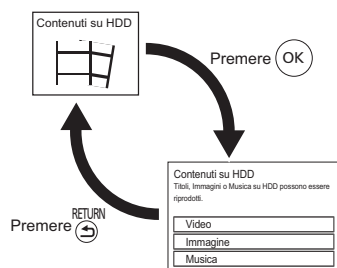 Contenuti su HDD
Premere OK
Contenuti su HDD
Titoli, Immagini o Musica su HDD possono essere
riprodotti.
Video
Immagine
Musica
RETURN
Premere